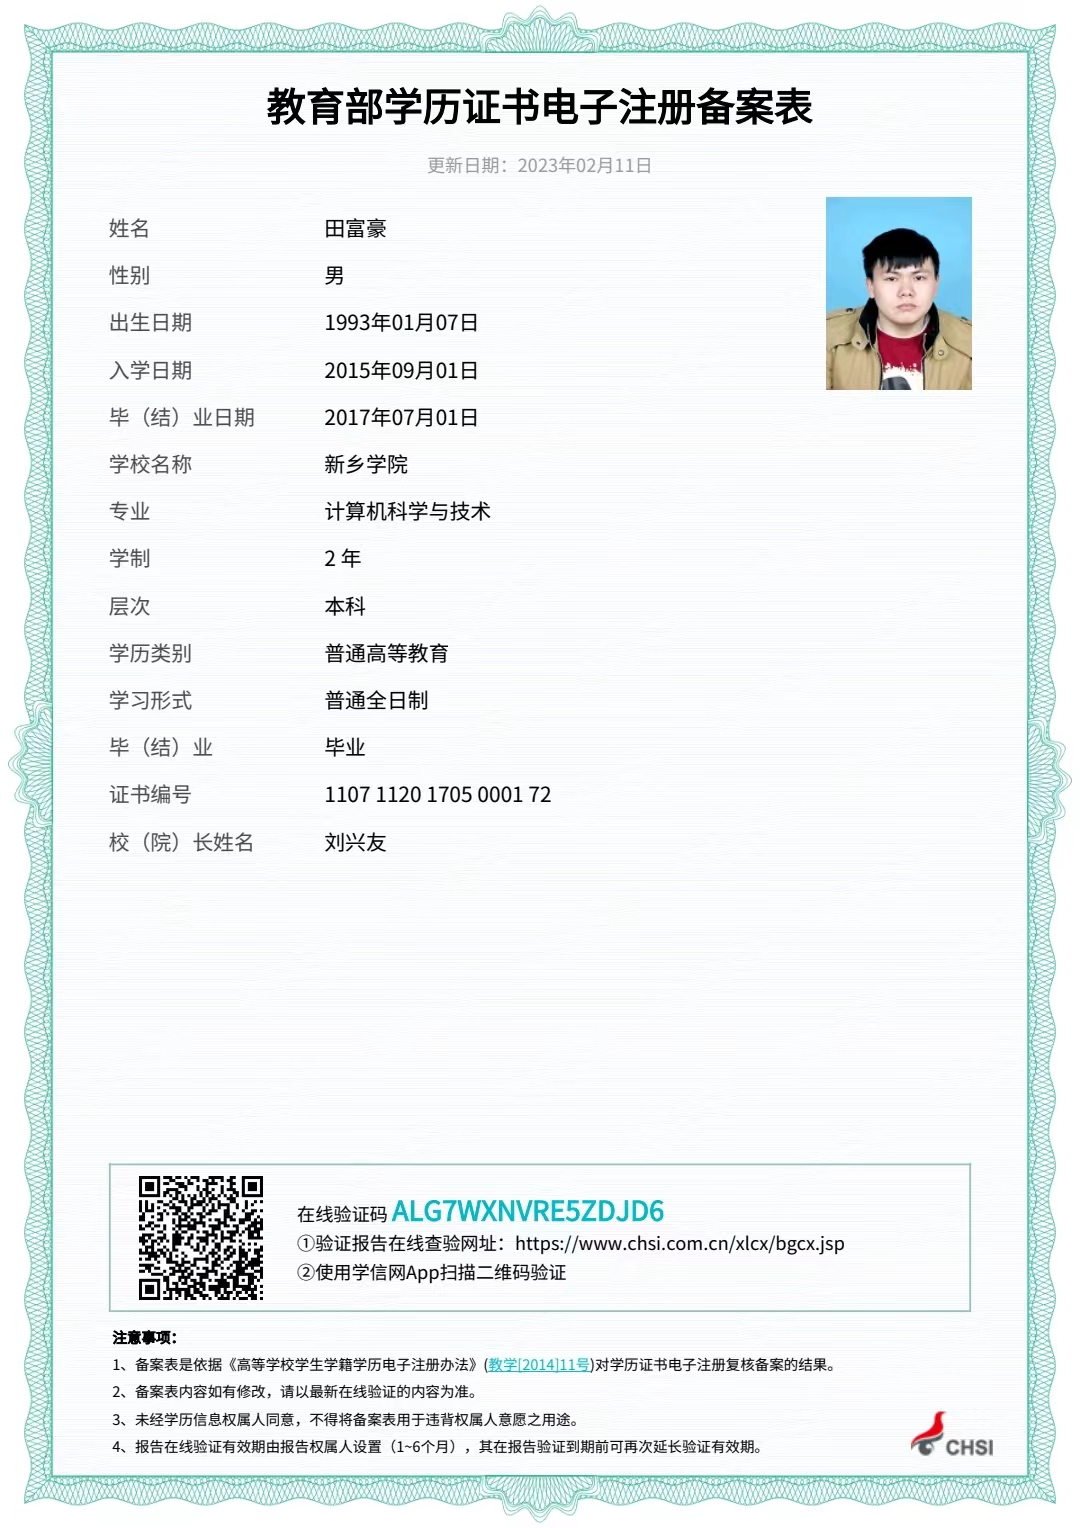 教育部学历证书电子注册备案表
更新日期：2023年02月11日
姓名 田富豪
性别 男
出生日期 1993年01月07日
入学日期 2015年09月01日
毕（结）业日期 2017年07月01日
学校名称 新乡学院
专业 计算机科学与技术
学制 2 年
层次 本科
学历类别 普通高等教育
学习形式 普通全日制
毕（结）业 毕业
证书编号 1107 1120 1705 0001 72
校（院）长姓名 刘兴友
在线验证码 ALG7WXNVRE5ZDJD6
①验证报告在线查验网址：https://www.chsi.com.cn/xlcx/bgcx.jsp
②使用学信网App扫描二维码验证
注意事项：
1、备案表是依据《高等学校学生学籍学历电子注册办法》(教学[2014]11号)对学历证书电子注册复核备案的结果。
2、备案表内容如有修改，请以最新在线验证的内容为准。
3、未经学历信息权属人同意，不得将备案表用于违背权属人意愿之用途。
4、报告在线验证有效期由报告权属人设置（1~6个月），其在报告验证到期前可再次延长验证有效期。
CHSI